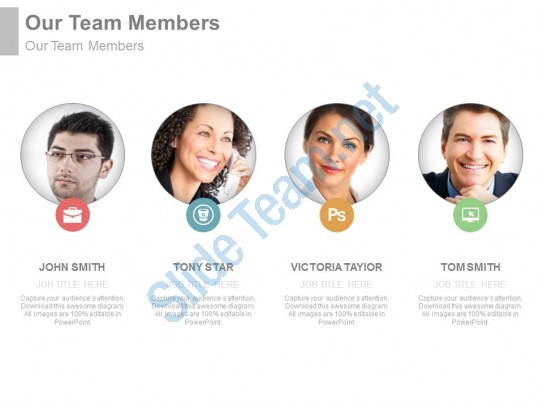 Our Team Members
Our Team Members
Ps
JOHN SMITH
JOB TITLE HERE
Capture your audience's attention.
Download this awesome diagram.
All images are 100% editable in
PowerPoint.
TONY STAR
JOB TITLE HERE
Capture your audience's attention.
Download this awesome diagram.
All images are 100% editable in
PowerPoint.
VICTORIA TAYIOR
JOB TITLE HERE
Capture your audience's attention.
Download this awesome diagram.
All images are 100% editable in
PowerPoint.
TOM SMITH
JOB TITLE HERE
Capture your audience's attention.
Download this awesome diagram.
All images are 100% editable in
PowerPoint.
SlideTeam.net